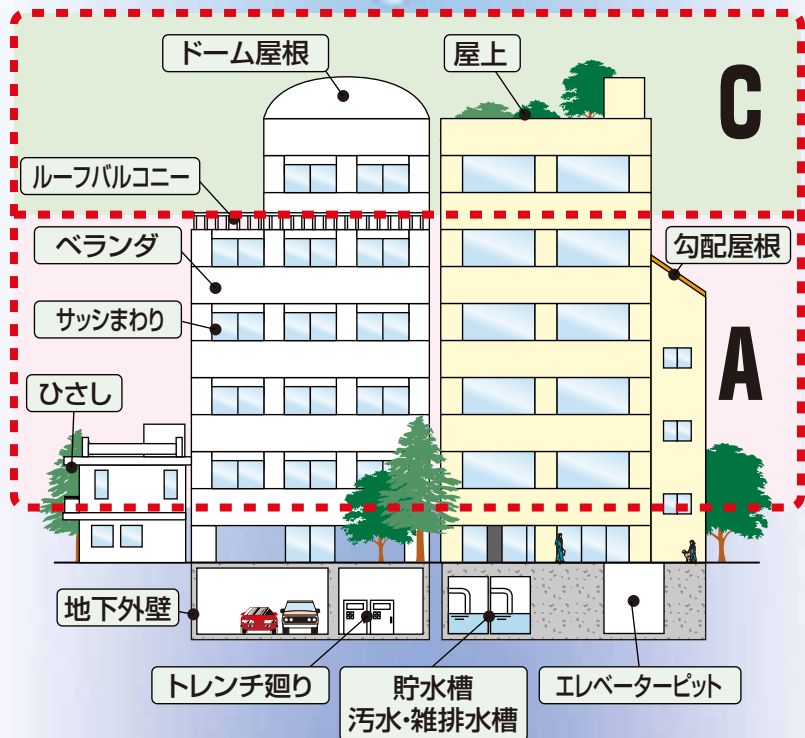 ドーム屋根
屋上
C
ルーフバルコニー
ベランダ
勾配屋根
サッシまわり
A
ひさし
地下外壁
トレンチ廻り
貯水槽
汚水・雑排水槽
エレベーターピット